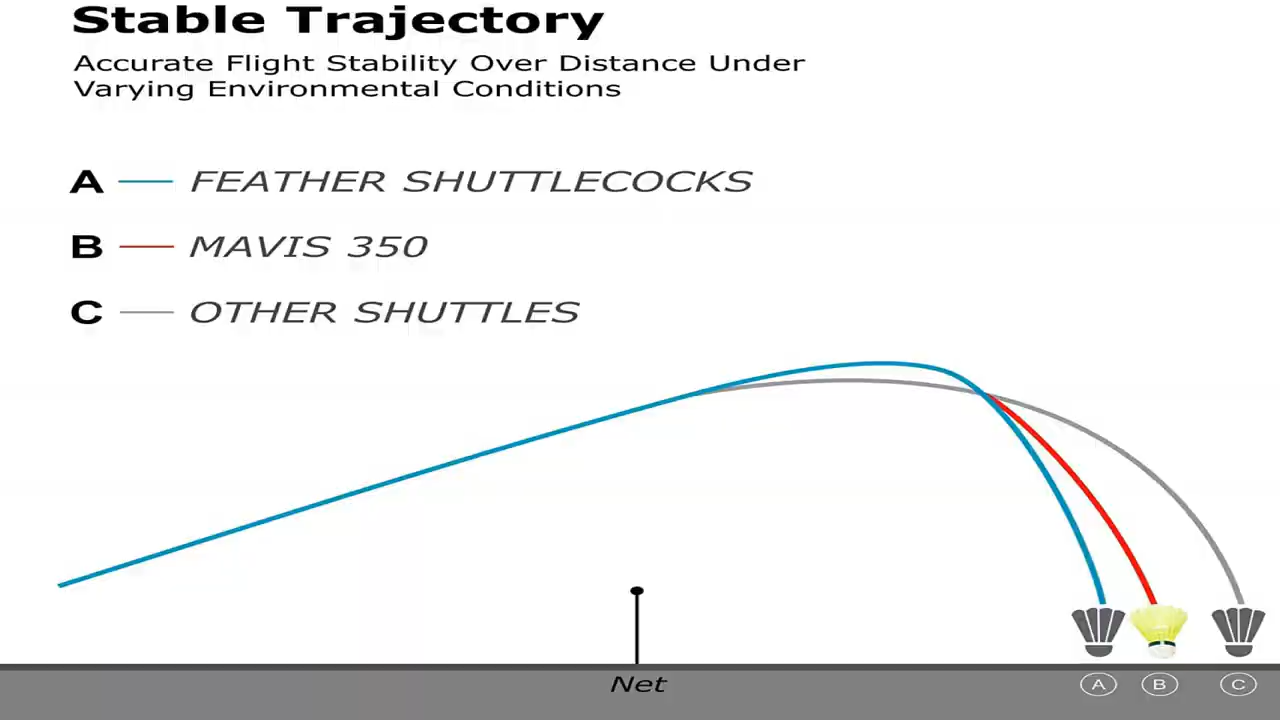 Stable Trajectory
Accurate Flight Stability Over Distance Under
Varying Environmental Conditions
A FEATHER SHUTTLECOCKS
B MAVIS 350
C OTHER SHUTTLES
Net
A B C